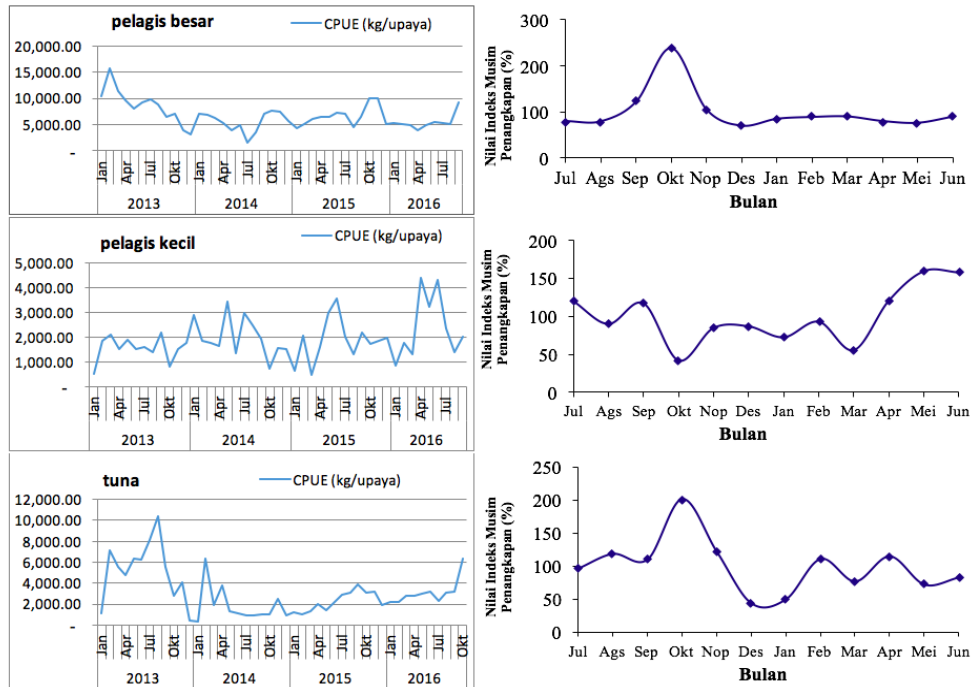 pelagis besar
CPUE (kg/upaya)
20,000.00
15,000.00
10,000.00
5,000.00
-
Jan Apr Jul Okt Jan Apr Jul Okt Jan Apr Jul Okt Jan Apr Jul
2013 2014 2015 2016
Nilai Indeks Musim
Penangkapan (%)
300
200
100
0
Jul Ags Sep Okt Nop Des Jan Feb Mar Apr Mei Jun
Bulan
pelagis kecil
CPUE (kg/upaya)
5,000.00
4,000.00
3,000.00
2,000.00
1,000.00
-
Jan Apr Jul Okt Jan Apr Jul Okt Jan Apr Jul Okt Jan Apr Jul
2013 2014 2015 2016
Nilai Indeks Musim
Penangkapan (%)
200
150
100
50
0
Jul Ags Sep Okt Nop Des Jan Feb Mar Apr Mei Jun
Bulan
tuna
CPUE (kg/upaya)
12,000.00
10,000.00
8,000.00
6,000.00
4,000.00
2,000.00
-
Jan Apr Jul Okt Jan Apr Jul Okt Jan Apr Jul Okt Jan Apr Jul Okt
2013 2014 2015 2016
Nilai Indeks Musim
Penangkapan (%)
250
200
150
100
50
0
Jul Ags Sep Okt Nop Des Jan Feb Mar Apr Mei Jun
Bulan